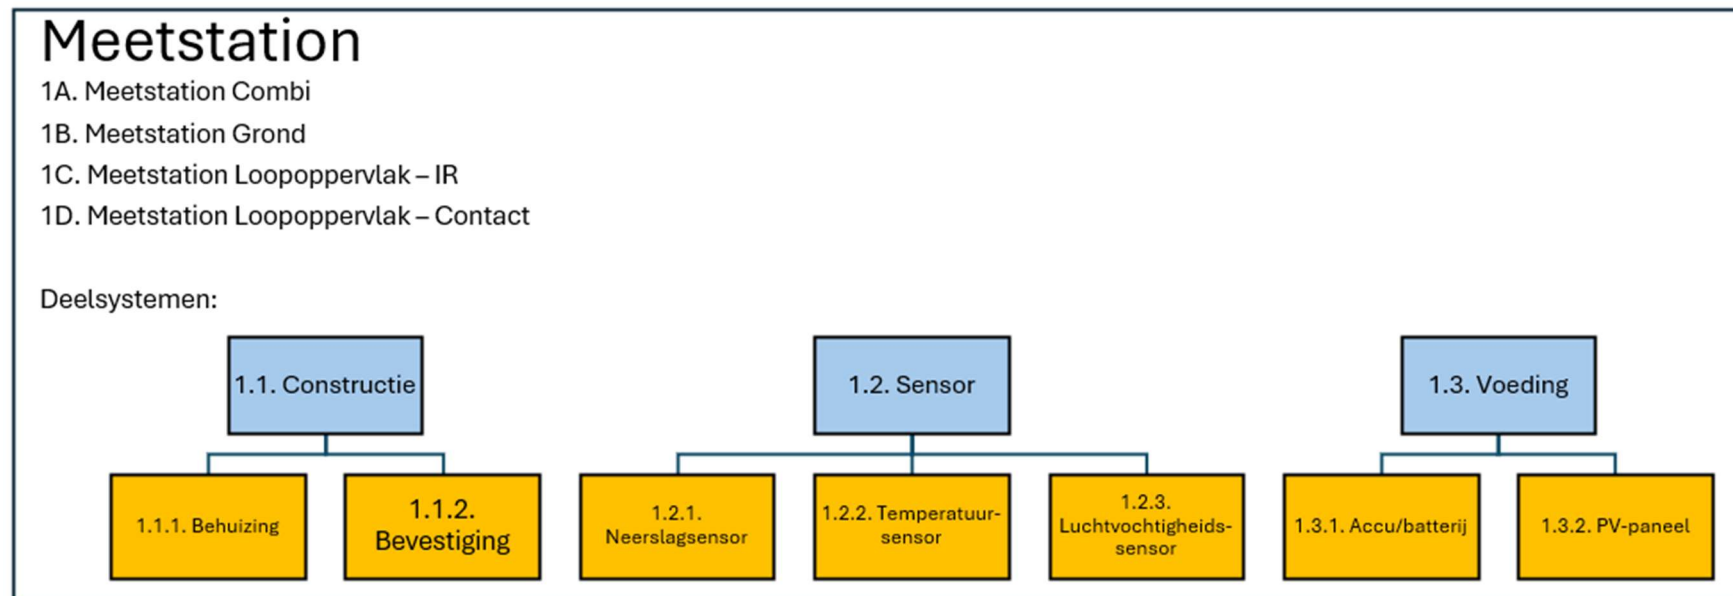 Meetstation
1A. Meetstation Combi
1B. Meetstation Grond
1C. Meetstation Loopoppervlak – IR
1D. Meetstation Loopoppervlak – Contact
Deelsystemen:
1.1. Constructie
1.2. Sensor
1.3. Voeding
1.1.1. Behuizing
1.1.2.
Bevestiging
1.2.1.
Neerslagsensor
1.2.2. Temperatuur-
sensor
1.2.3.
Luchtvochtigheids-
sensor
1.3.1. Accu/batterij
1.3.2. PV-paneel